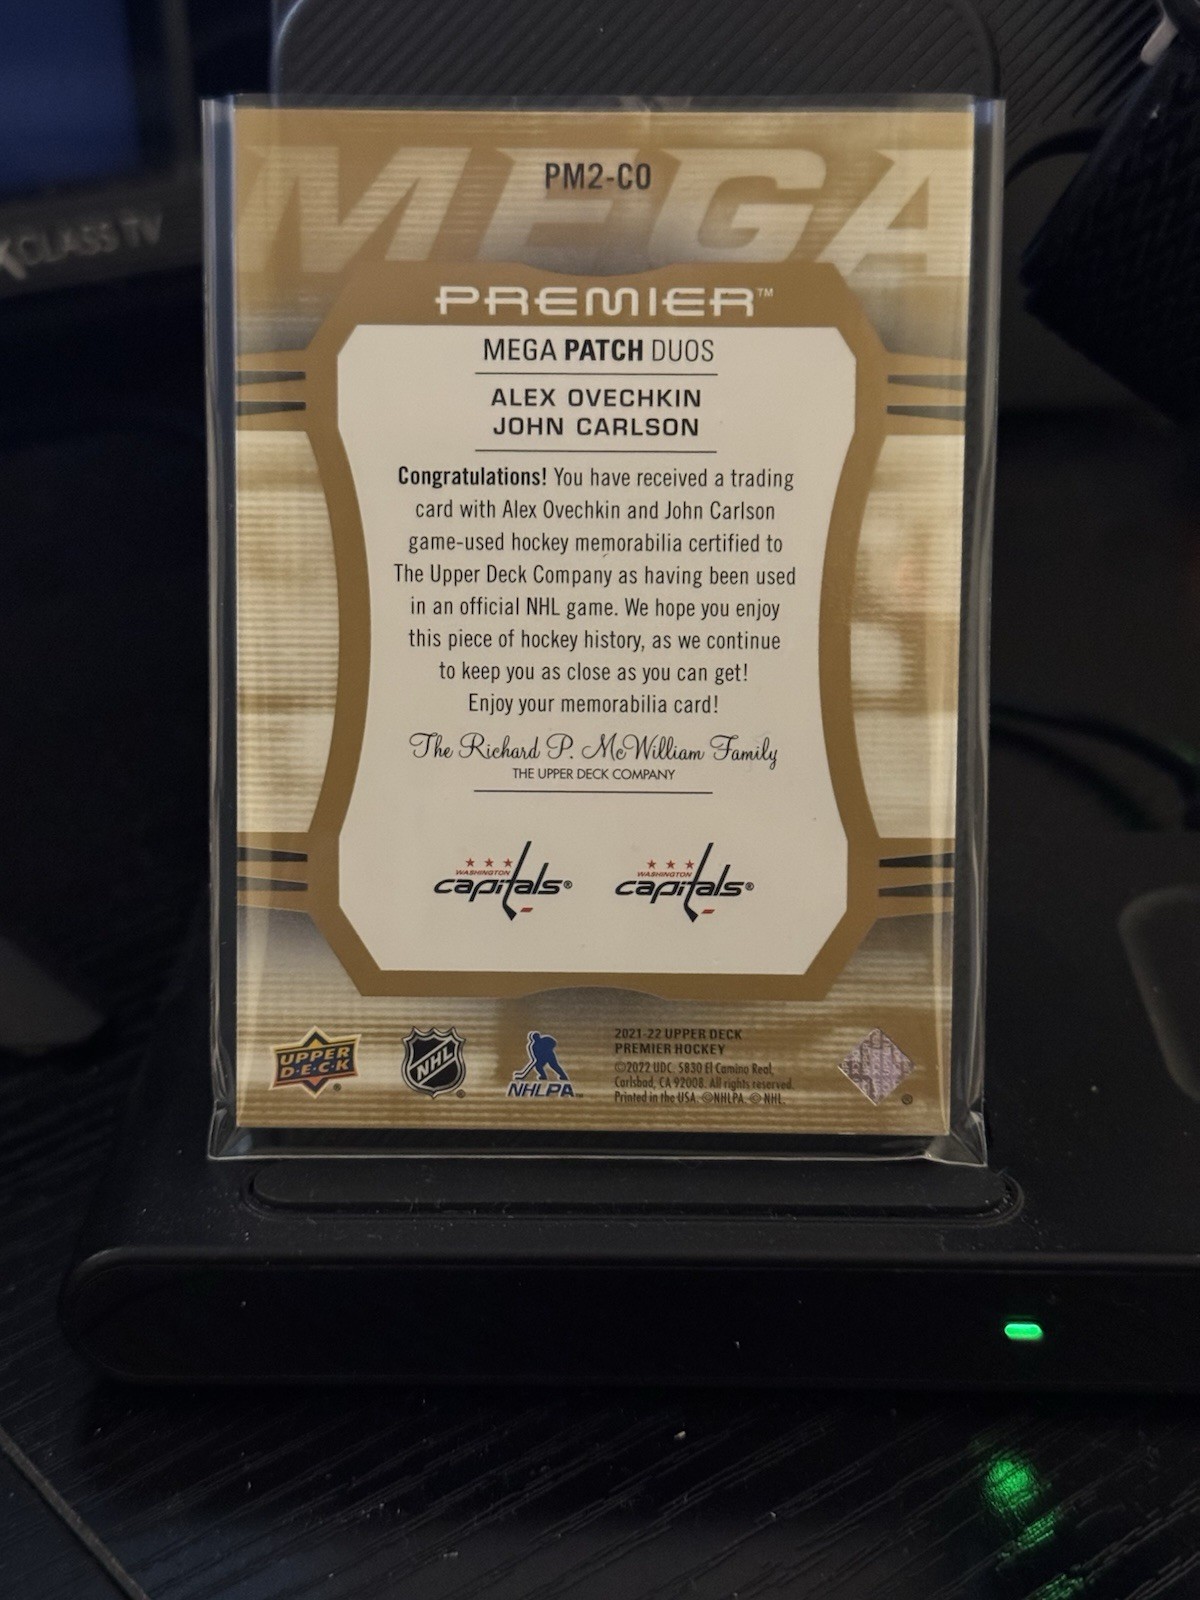 CLASS TV
MEGA
PM2-CO
PREMIER™
MEGA PATCH DUOS
ALEX OVECHKIN
JOHN CARLSON
Congratulations! You have received a trading
card with Alex Ovechkin and John Carlson
game-used hockey memorabilia certified to
The Upper Deck Company as having been used
in an official NHL game. We hope you enjoy
this piece of hockey history, as we continue
to keep you as close as you can get!
Enjoy your memorabilia card!
The Richard P. McWilliam Family
THE UPPER DECK COMPANY
WASHINGTON
capitals®
WASHINGTON
capitals®
UPPER
D·E·C·K
®
NHL
®
NHLPA
2021-22 UPPER DECK
PREMIER HOCKEY
©2022 UDC, 5830 El Camino Real,
Carlsbad, CA 92008. All rights reserved.
Printed in the USA. ©NHLPA. © NHL.
®